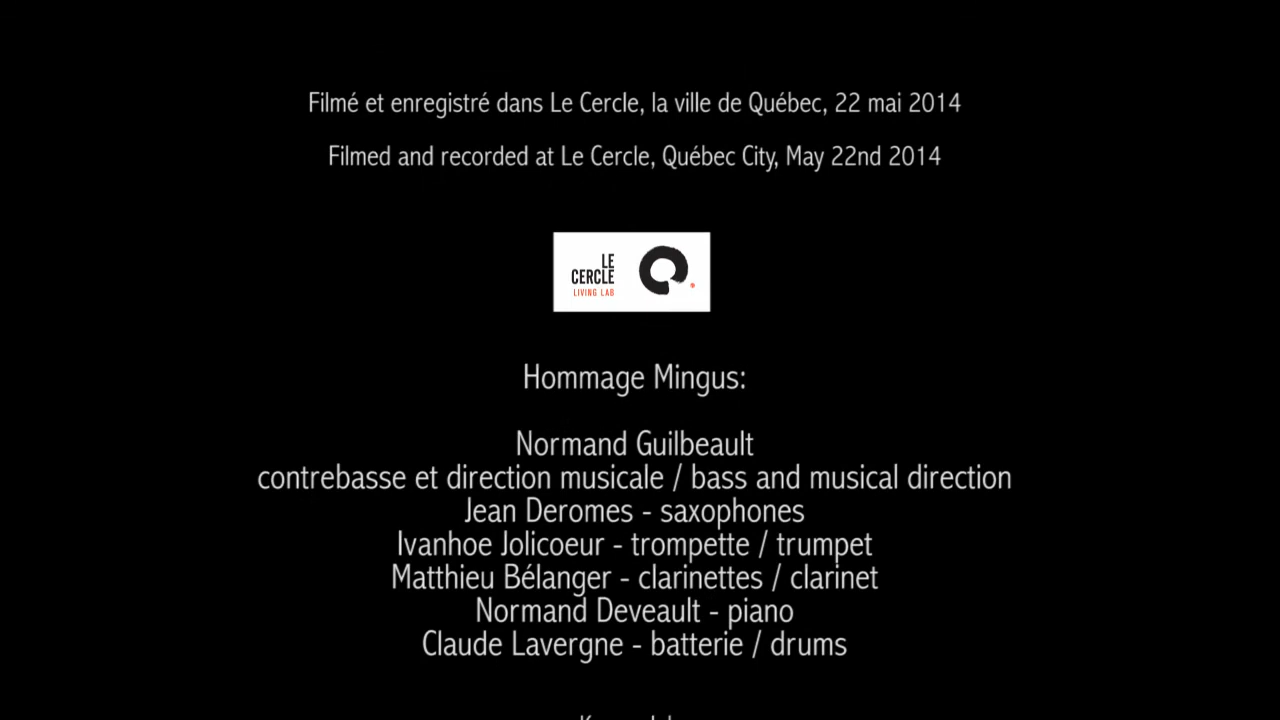 Filmé et enregistré dans Le Cercle, la ville de Québec, 22 mai 2014
Filmed and recorded at Le Cercle, Québec City, May 22nd 2014
LE
CERCLE
LIVING LAB
Hommage Mingus:
Normand Guilbeault
contrebasse et direction musicale / bass and musical direction
Jean Deromes - saxophones
Ivanhoe Jolicoeur - trompette / trumpet
Matthieu Bélanger - clarinettes / clarinet
Normand Deveault - piano
Claude Lavergne - batterie / drums